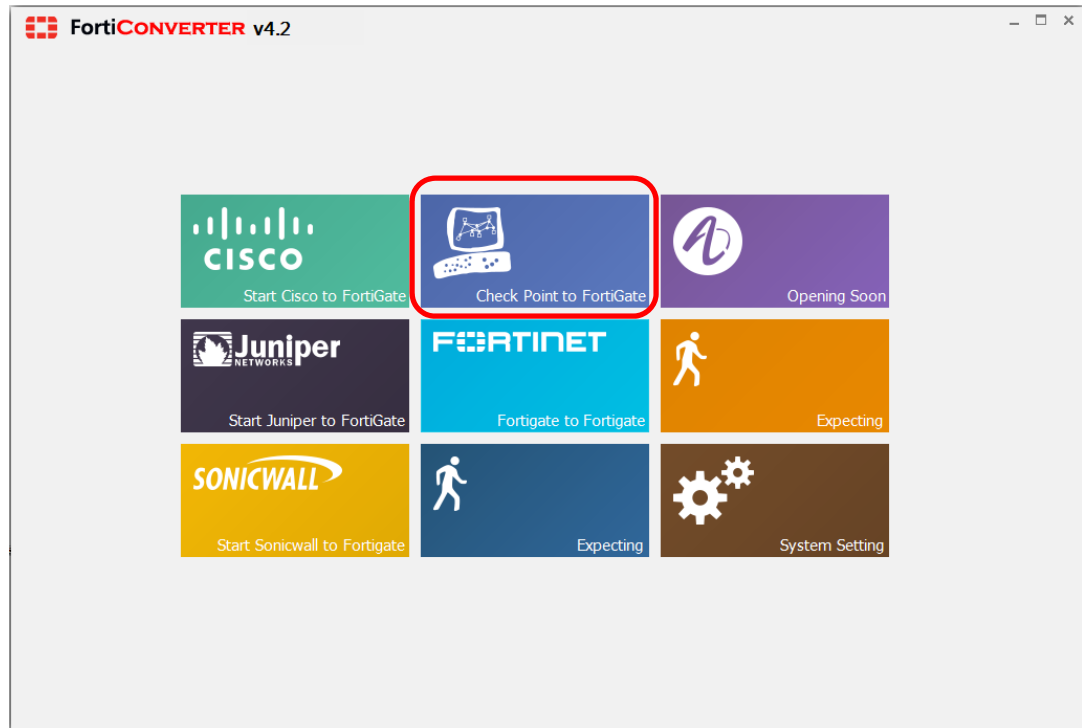 FortiCONVERTER v4.2
CISCO
Start Cisco to FortiGate
Check Point to FortiGate
Opening Soon
Juniper
NETWORKS
Start Juniper to FortiGate
FORTINET
Fortigate to Fortigate
Expecting
SONICWALL
Start Sonicwall to Fortigate
Expecting
System Setting